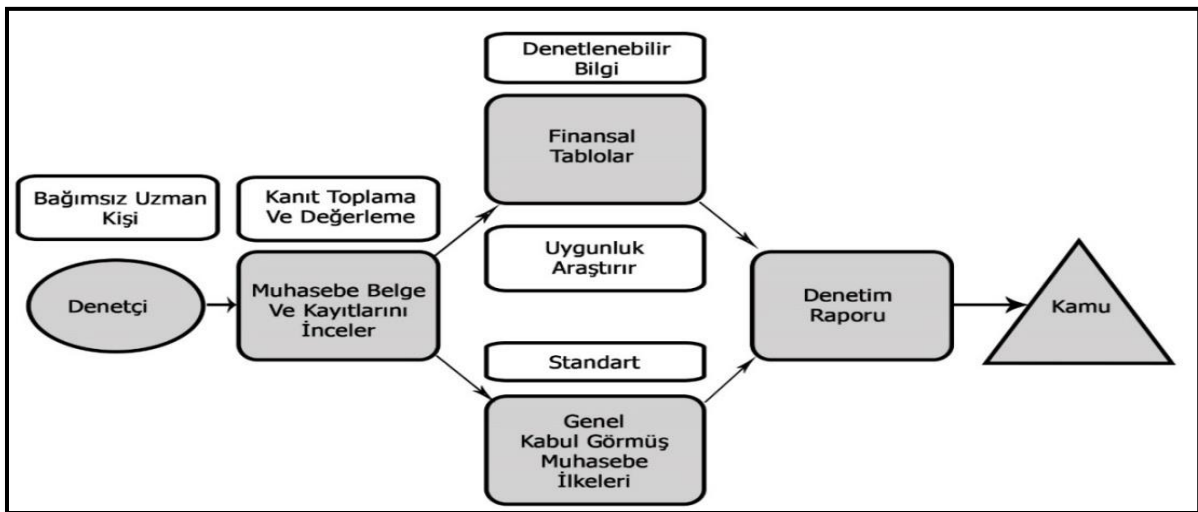 Denetlenebilir
Bilgi
Finansal
Tablolar
Bağımsız Uzman
Kişi
Kanıt Toplama
Ve Değerleme
Uygunluk
Araştırır
Denetçi
Muhasebe Belge
Ve Kayıtlarını
İnceler
Denetim
Raporu
Kamu
Standart
Genel
Kabul Görmüş
Muhasebe
İlkeleri